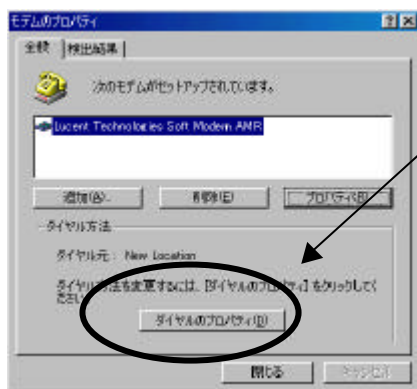 モデムのプロパティ
全般 検出結果
次のモデムがセットアップされています。
Lucent Technologies Soft Modem AMR
追加(A)... 削除(E) プロパティ(R)
ダイヤル方法
ダイヤル元： New Location
ダイヤル方法を変更するには、[ダイヤルのプロパティ] をクリックしてく
ださい
ダイヤルのプロパティ(D)
閉じる キャンセル